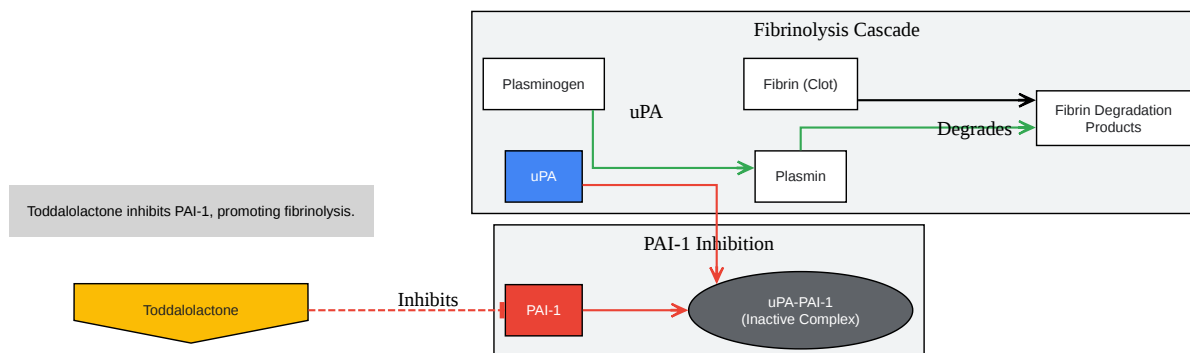 Fibrinolysis Cascade
Plasminogen
Fibrin (Clot)
uPA
Fibrin Degradation
Products
Degrades
uPA
Plasmin
Toddalolactone inhibits PAI-1, promoting fibrinolysis.
PAI-1 Inhibition
Toddalolactone
Inhibits
PAI-1
uPA-PAI-1
(Inactive Complex)